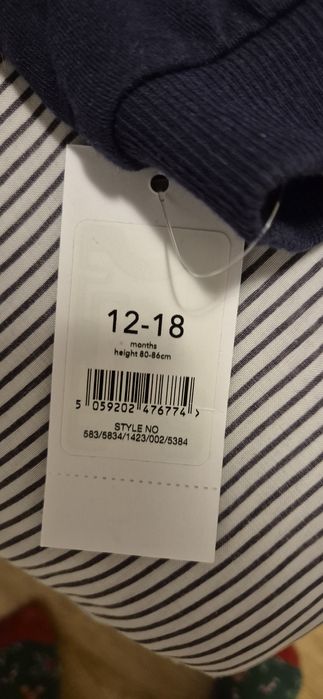 12-18
months
height 80-86cm
5 059202 476774 >
STYLE NO
583/5834/1423/002/5384